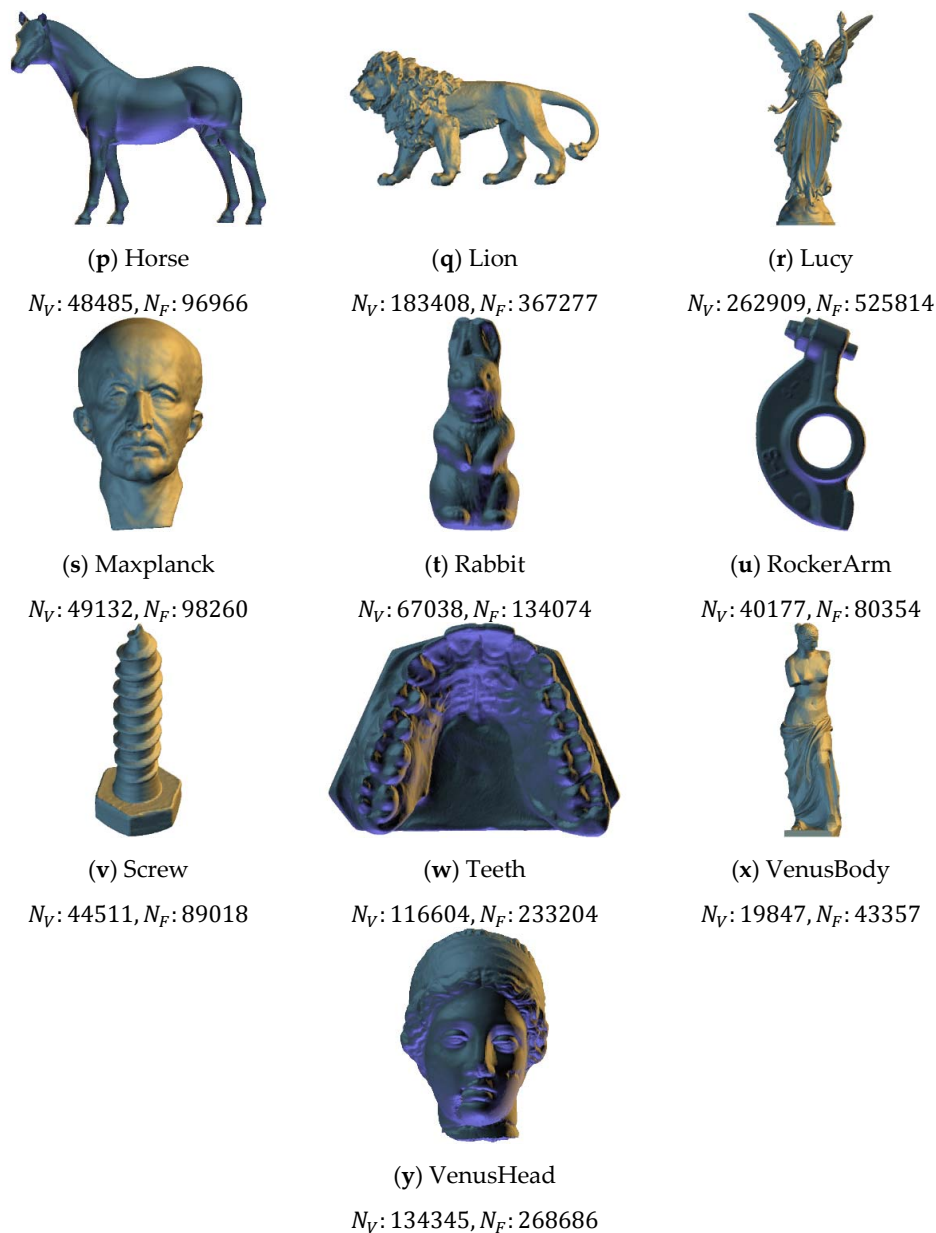 (p) Horse
(q) Lion
(r) Lucy
N_V: 48485, N_F: 96966
N_V: 183408, N_F: 367277
N_V: 262909, N_F: 525814
(s) Maxplanck
(t) Rabbit
(u) RockerArm
N_V: 49132, N_F: 98260
N_V: 67038, N_F: 134074
N_V: 40177, N_F: 80354
(v) Screw
(w) Teeth
(x) VenusBody
N_V: 44511, N_F: 89018
N_V: 116604, N_F: 233204
N_V: 19847, N_F: 43357
(y) VenusHead
N_V: 134345, N_F: 268686